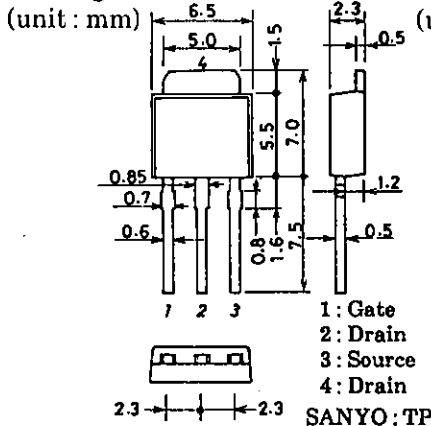 (unit : mm)
6.5
5.0
4
2.3
0.5
1.5
5.5
7.0
0.85
0.7
0.6
0.8
1.6
7.5
1.2
0.5
1 2 3
1 : Gate
2 : Drain
3 : Source
4 : Drain
2.3 2.3
SANYO : TP